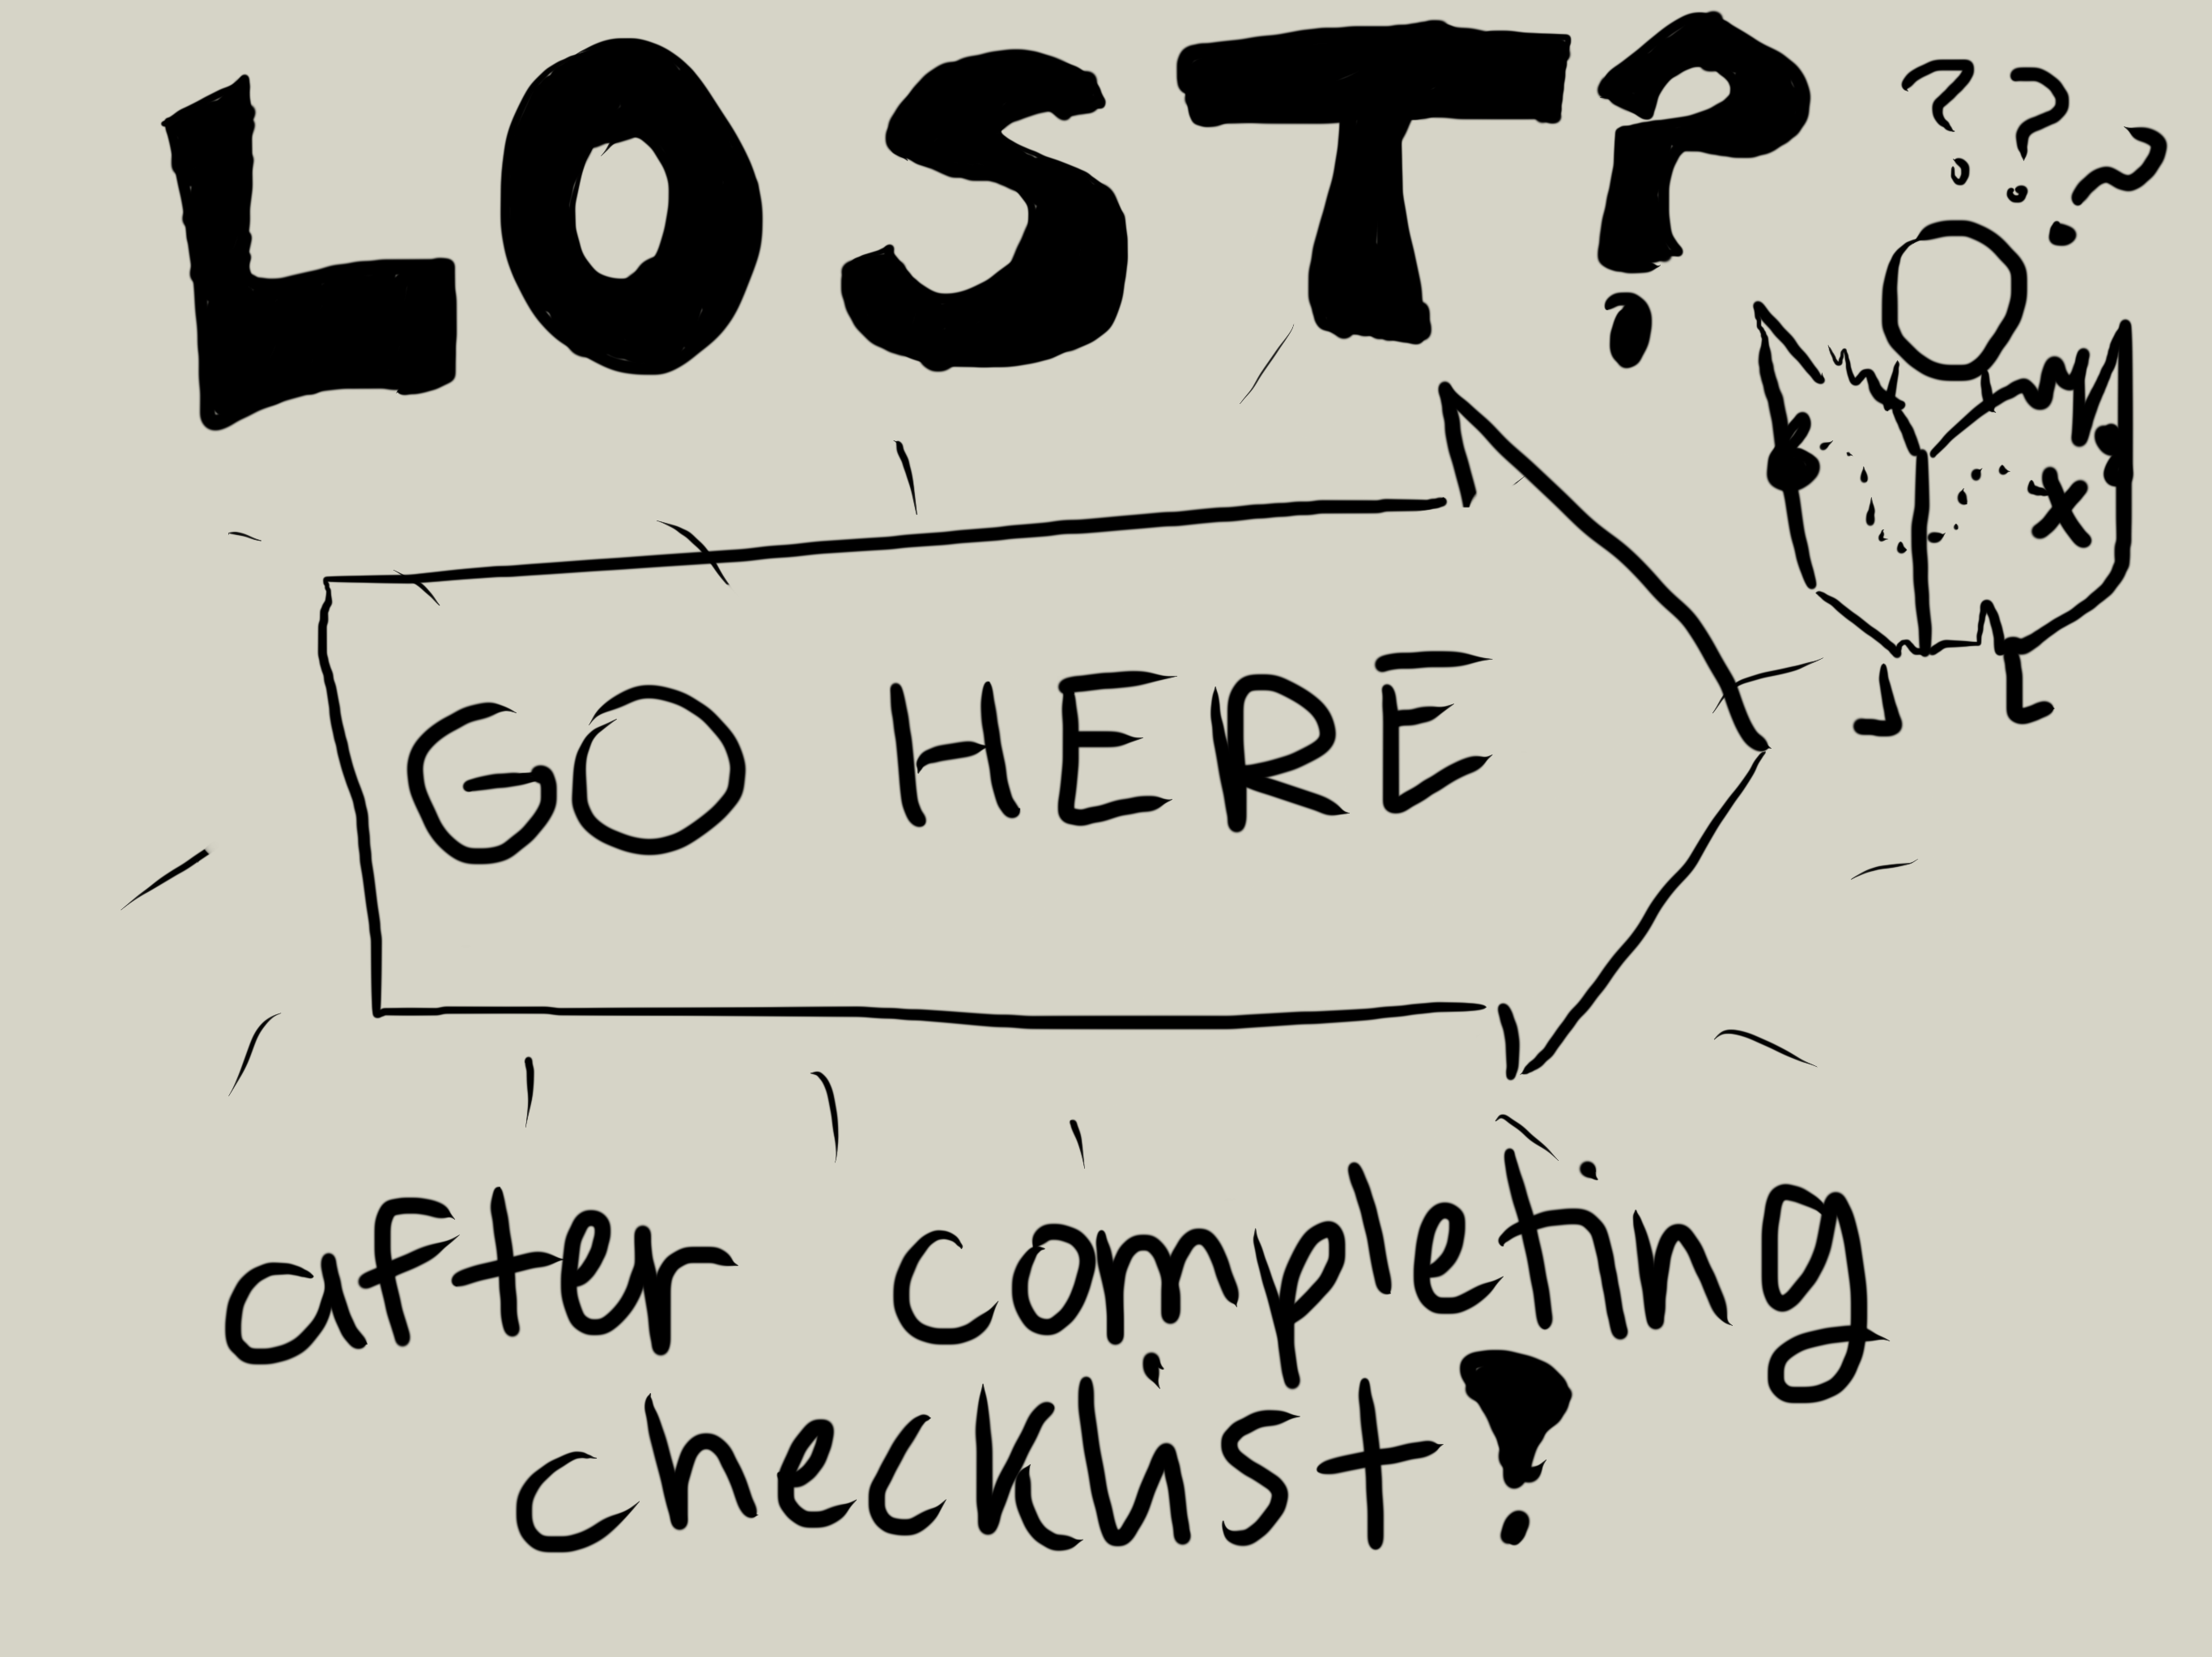 LOST?
???
GO HERE
x
after completing
checklist!